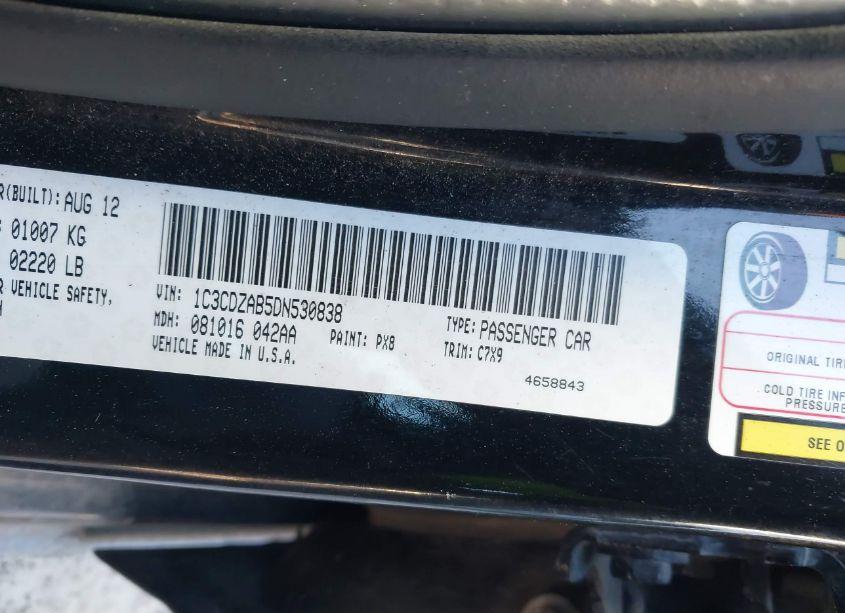 R(BUILT): AUG 12
01007 KG
02220 LB
R VEHICLE SAFETY,
VIN: 1C3CDZAB5DN530838
MDH: 081016 042AA PAINT: PX8
VEHICLE MADE IN U.S.A.
TYPE: PASSENGER CAR
TRIM: C7X9
4658843
ORIGINAL TIR
COLD TIRE INF
PRESSURE
SEE O